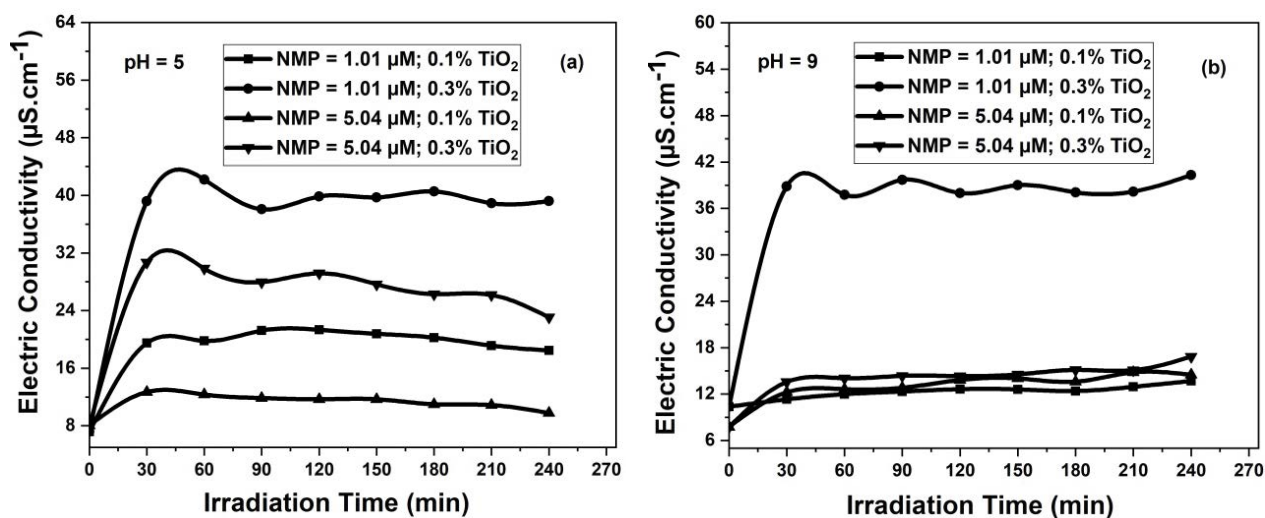 64
56
48
40
32
24
16
8
Electric Conductivity (µS.cm⁻¹)
pH = 5
NMP = 1.01 µM; 0.1% TiO₂
NMP = 1.01 µM; 0.3% TiO₂
NMP = 5.04 µM; 0.1% TiO₂
NMP = 5.04 µM; 0.3% TiO₂
(a)
0 30 60 90 120 150 180 210 240 270
Irradiation Time (min)
60
54
48
42
36
30
24
18
12
6
Electric Conductivity (µS.cm⁻¹)
pH = 9
NMP = 1.01 µM; 0.1% TiO₂
NMP = 1.01 µM; 0.3% TiO₂
NMP = 5.04 µM; 0.1% TiO₂
NMP = 5.04 µM; 0.3% TiO₂
(b)
0 30 60 90 120 150 180 210 240 270
Irradiation Time (min)